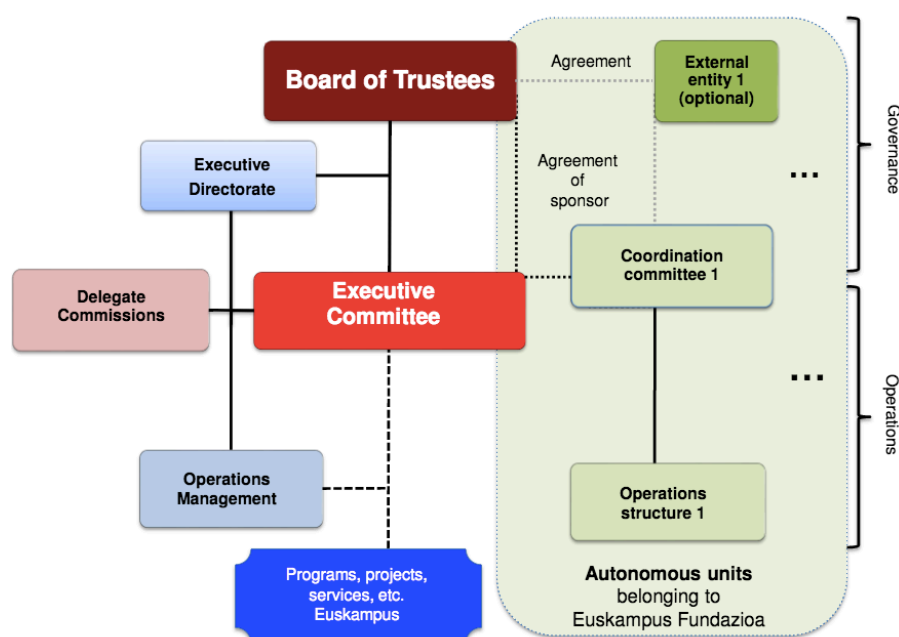 Board of Trustees
Agreement
External
entity 1
(optional)
Governance
Executive
Directorate
Agreement
of
sponsor
...
Coordination
committee 1
Delegate
Commissions
Executive
Committee
...
Operations
Operations
Management
Operations
structure 1
Programs, projects,
services, etc.
Euskampus
Autonomous units
belonging to
Euskampus Fundazioa